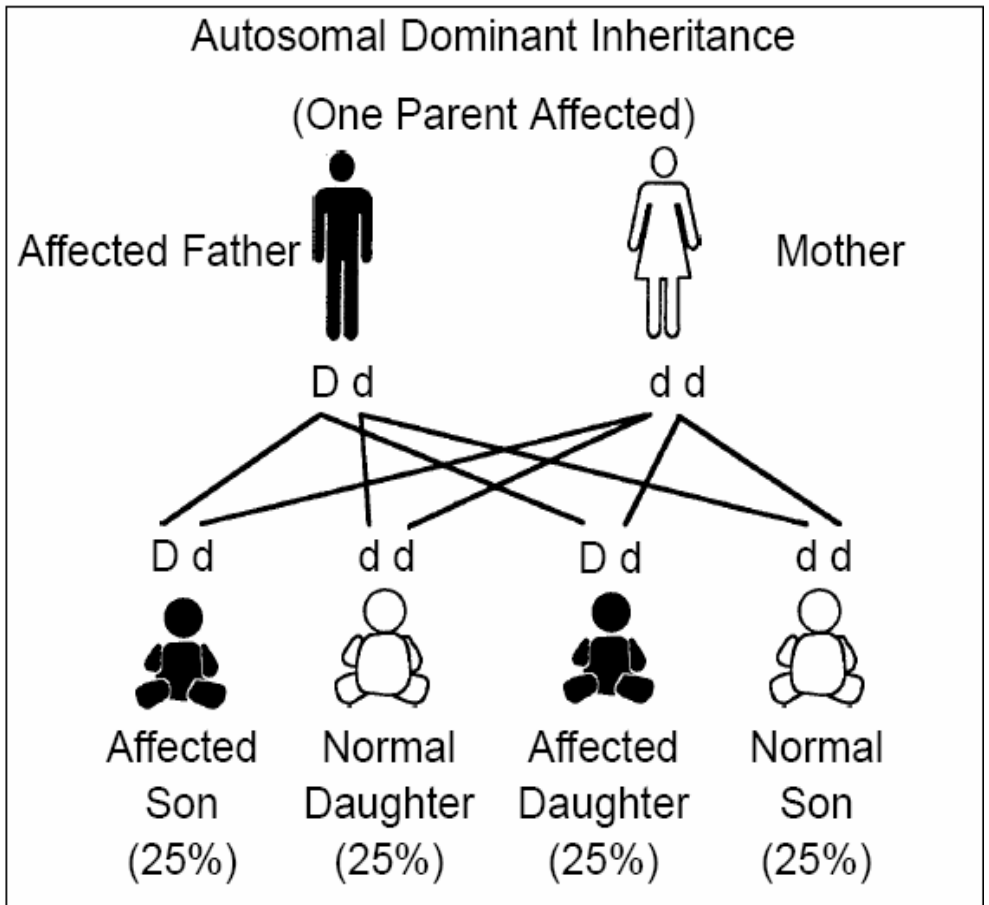 Autosomal Dominant Inheritance
(One Parent Affected)
Affected Father
Mother
D d
d d
D d
d d
D d
d d
Affected Son (25%)
Normal Daughter (25%)
Affected Daughter (25%)
Normal Son (25%)